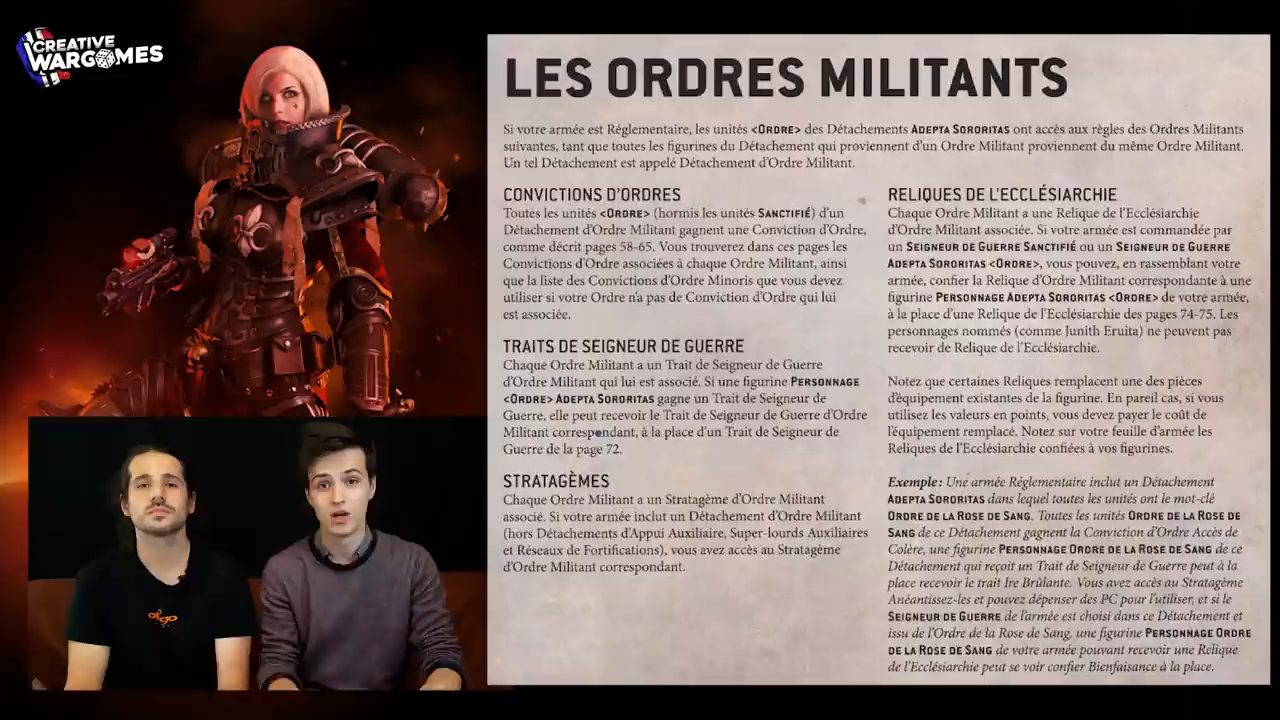 CREATIVE
WARGAMES
LES ORDRES MILITANTS
Si votre armée est Réglementaire, les unités <ORDRE> des Détachements ADEPTA SORORITAS ont accès aux règles des Ordres Militants
suivantes, tant que toutes les figurines du Détachement qui proviennent d'un Ordre Militant proviennent du même Ordre Militant.
Un tel Détachement est appelé Détachement d'Ordre Militant.
CONVICTIONS D'ORDRES
Toutes les unités <ORDRE> (hormis les unités SANCTIFIÉ) d'un
Détachement d'Ordre Militant gagnent une Conviction d'Ordre,
comme décrit pages 58-65. Vous trouverez dans ces pages les
Convictions d'Ordre associées à chaque Ordre Militant, ainsi
que la liste des Convictions d'Ordre Minoris que vous devez
utiliser si votre Ordre n'a pas de Conviction d'Ordre qui lui
est associée.
TRAITS DE SEIGNEUR DE GUERRE
Chaque Ordre Militant a un Trait de Seigneur de Guerre
d'Ordre Militant qui lui est associé. Si une figurine PERSONNAGE
<ORDRE> ADEPTA SORORITAS gagne un Trait de Seigneur de
Guerre, elle peut recevoir le Trait de Seigneur de Guerre d'Ordre
Militant correspondant, à la place d'un Trait de Seigneur de
Guerre de la page 72.
STRATAGÈMES
Chaque Ordre Militant a un Stratagème d'Ordre Militant
associé. Si votre armée inclut un Détachement d'Ordre Militant
(hors Détachements d'Appui Auxiliaire, Super-lourds Auxiliaires
et Réseaux de Fortifications), vous avez accès au Stratagème
d'Ordre Militant correspondant.
RELIQUES DE L'ECCLÉSIARCHIE
Chaque Ordre Militant a une Relique de l'Ecclésiarchie
d'Ordre Militant associée. Si votre armée est commandée par
un SEIGNEUR DE GUERRE SANCTIFIÉ ou un SEIGNEUR DE GUERRE
ADEPTA SORORITAS <ORDRE>, vous pouvez, en rassemblant votre
armée, confier la Relique d'Ordre Militant correspondante à une
figurine PERSONNAGE ADEPTA SORORITAS <ORDRE> de votre armée,
à la place d'une Relique de l'Ecclésiarchie des pages 74-75. Les
personnages nommés (comme Junith Eruita) ne peuvent pas
recevoir de Relique de l'Ecclésiarchie.
Notez que certaines Reliques remplacent une des pièces
d'équipement existantes de la figurine. En pareil cas, si vous
utilisez les valeurs en points, vous devez payer le coût de
l'équipement remplacé. Notez sur votre feuille d'armée les
Reliques de l'Ecclésiarchie confiées à vos figurines.
Exemple : Une armée Réglementaire inclut un Détachement
ADEPTA SORORITAS dans lequel toutes les unités ont le mot-clé
ORDRE DE LA ROSE DE SANG. Toutes les unités ORDRE DE LA ROSE DE
SANG de ce Détachement gagnent la Conviction d'Ordre Accès de
Colère, une figurine PERSONNAGE ORDRE DE LA ROSE DE SANG de ce
Détachement qui reçoit un Trait de Seigneur de Guerre peut à la
place recevoir le trait Ire Brûlante. Vous avez accès au Stratagème
Anéantissez-les et pouvez dépenser des PC pour l'utiliser, et si le
SEIGNEUR DE GUERRE de l'armée est choisi dans ce Détachement et
issu de l'Ordre de la Rose de Sang, une figurine PERSONNAGE ORDRE
DE LA ROSE DE SANG de votre armée pouvant recevoir une Relique
de l'Ecclésiarchie peut se voir confier Bienfaisance à la place.